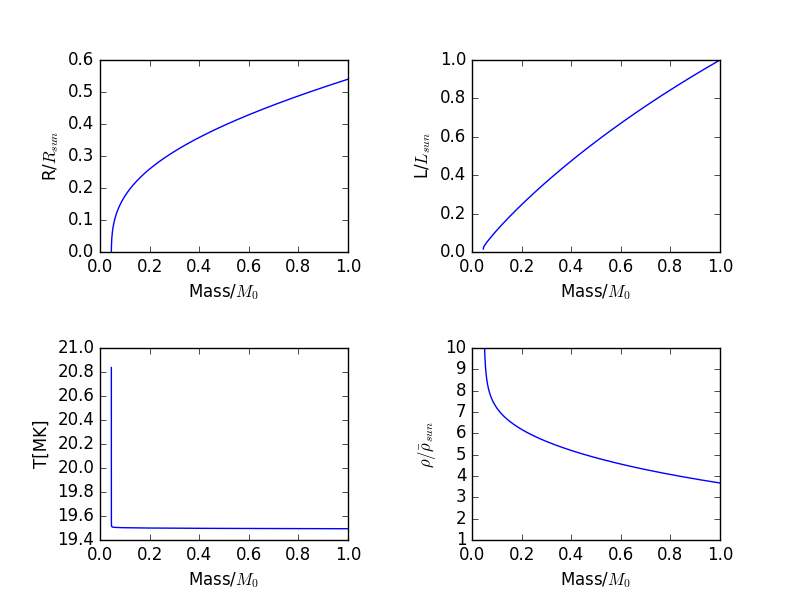 0.6
0.5
0.4
0.3
0.2
0.1
0.0
R/R_sun
0.0 0.2 0.4 0.6 0.8 1.0
Mass/M_0
1.0
0.8
0.6
0.4
0.2
0.0
L/L_sun
0.0 0.2 0.4 0.6 0.8 1.0
Mass/M_0
21.0
20.8
20.6
20.4
20.2
20.0
19.8
19.6
19.4
T[MK]
0.0 0.2 0.4 0.6 0.8 1.0
Mass/M_0
10
9
8
7
6
5
4
3
2
1
ρ/ρ̄_sun
0.0 0.2 0.4 0.6 0.8 1.0
Mass/M_0